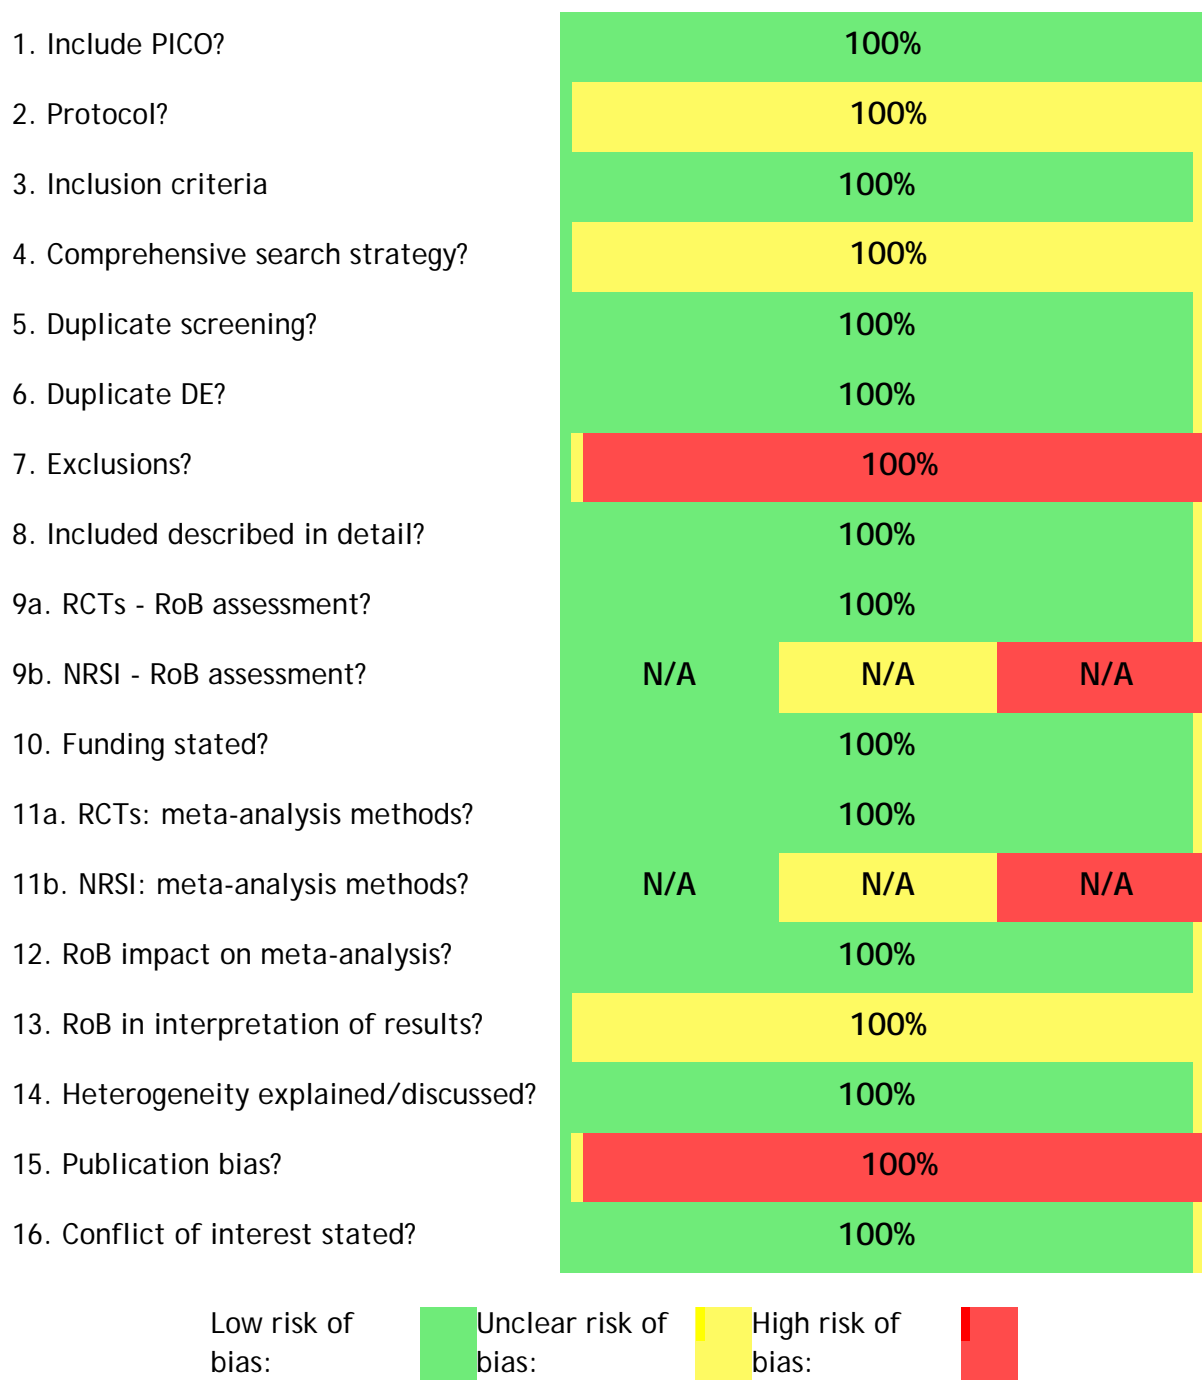 1. Include PICO? 100%
2. Protocol? 100%
3. Inclusion criteria 100%
4. Comprehensive search strategy? 100%
5. Duplicate screening? 100%
6. Duplicate DE? 100%
7. Exclusions? 100%
8. Included described in detail? 100%
9a. RCTs - RoB assessment? 100%
9b. NRSI - RoB assessment? N/A N/A N/A
10. Funding stated? 100%
11a. RCTs: meta-analysis methods? 100%
11b. NRSI: meta-analysis methods? N/A N/A N/A
12. RoB impact on meta-analysis? 100%
13. RoB in interpretation of results? 100%
14. Heterogeneity explained/discussed? 100%
15. Publication bias? 100%
16. Conflict of interest stated? 100%
Low risk of
bias:
Unclear risk of
bias:
High risk of
bias: